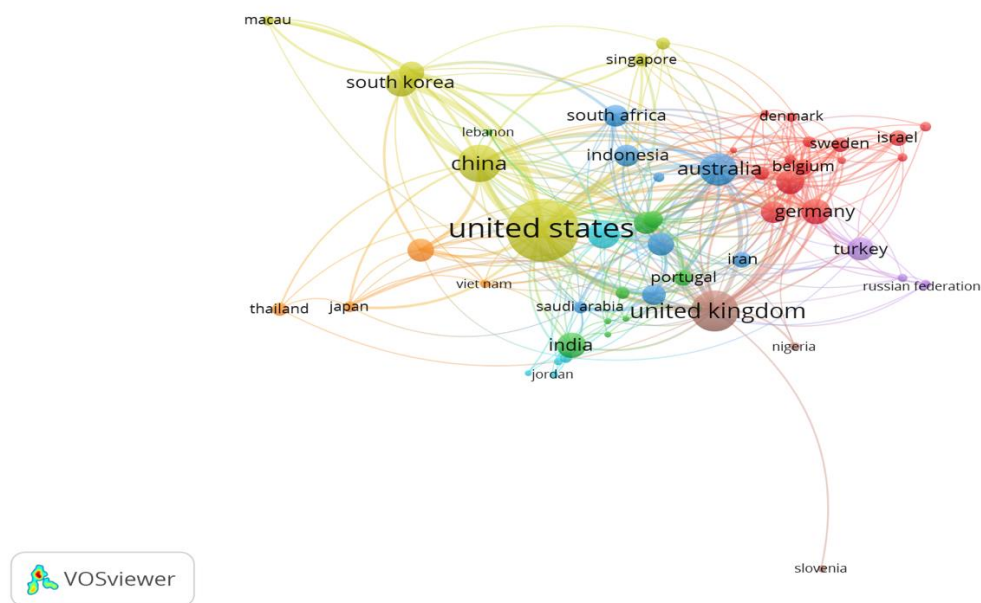 macau
singapore
south korea
south africa
denmark
lebanon
sweden
israel
indonesia
china
australia
belgium
germany
united states
turkey
iran
portugal
viet nam
russian federation
thailand
japan
saudi arabia
united kingdom
india
nigeria
jordan
slovenia
VOSviewer